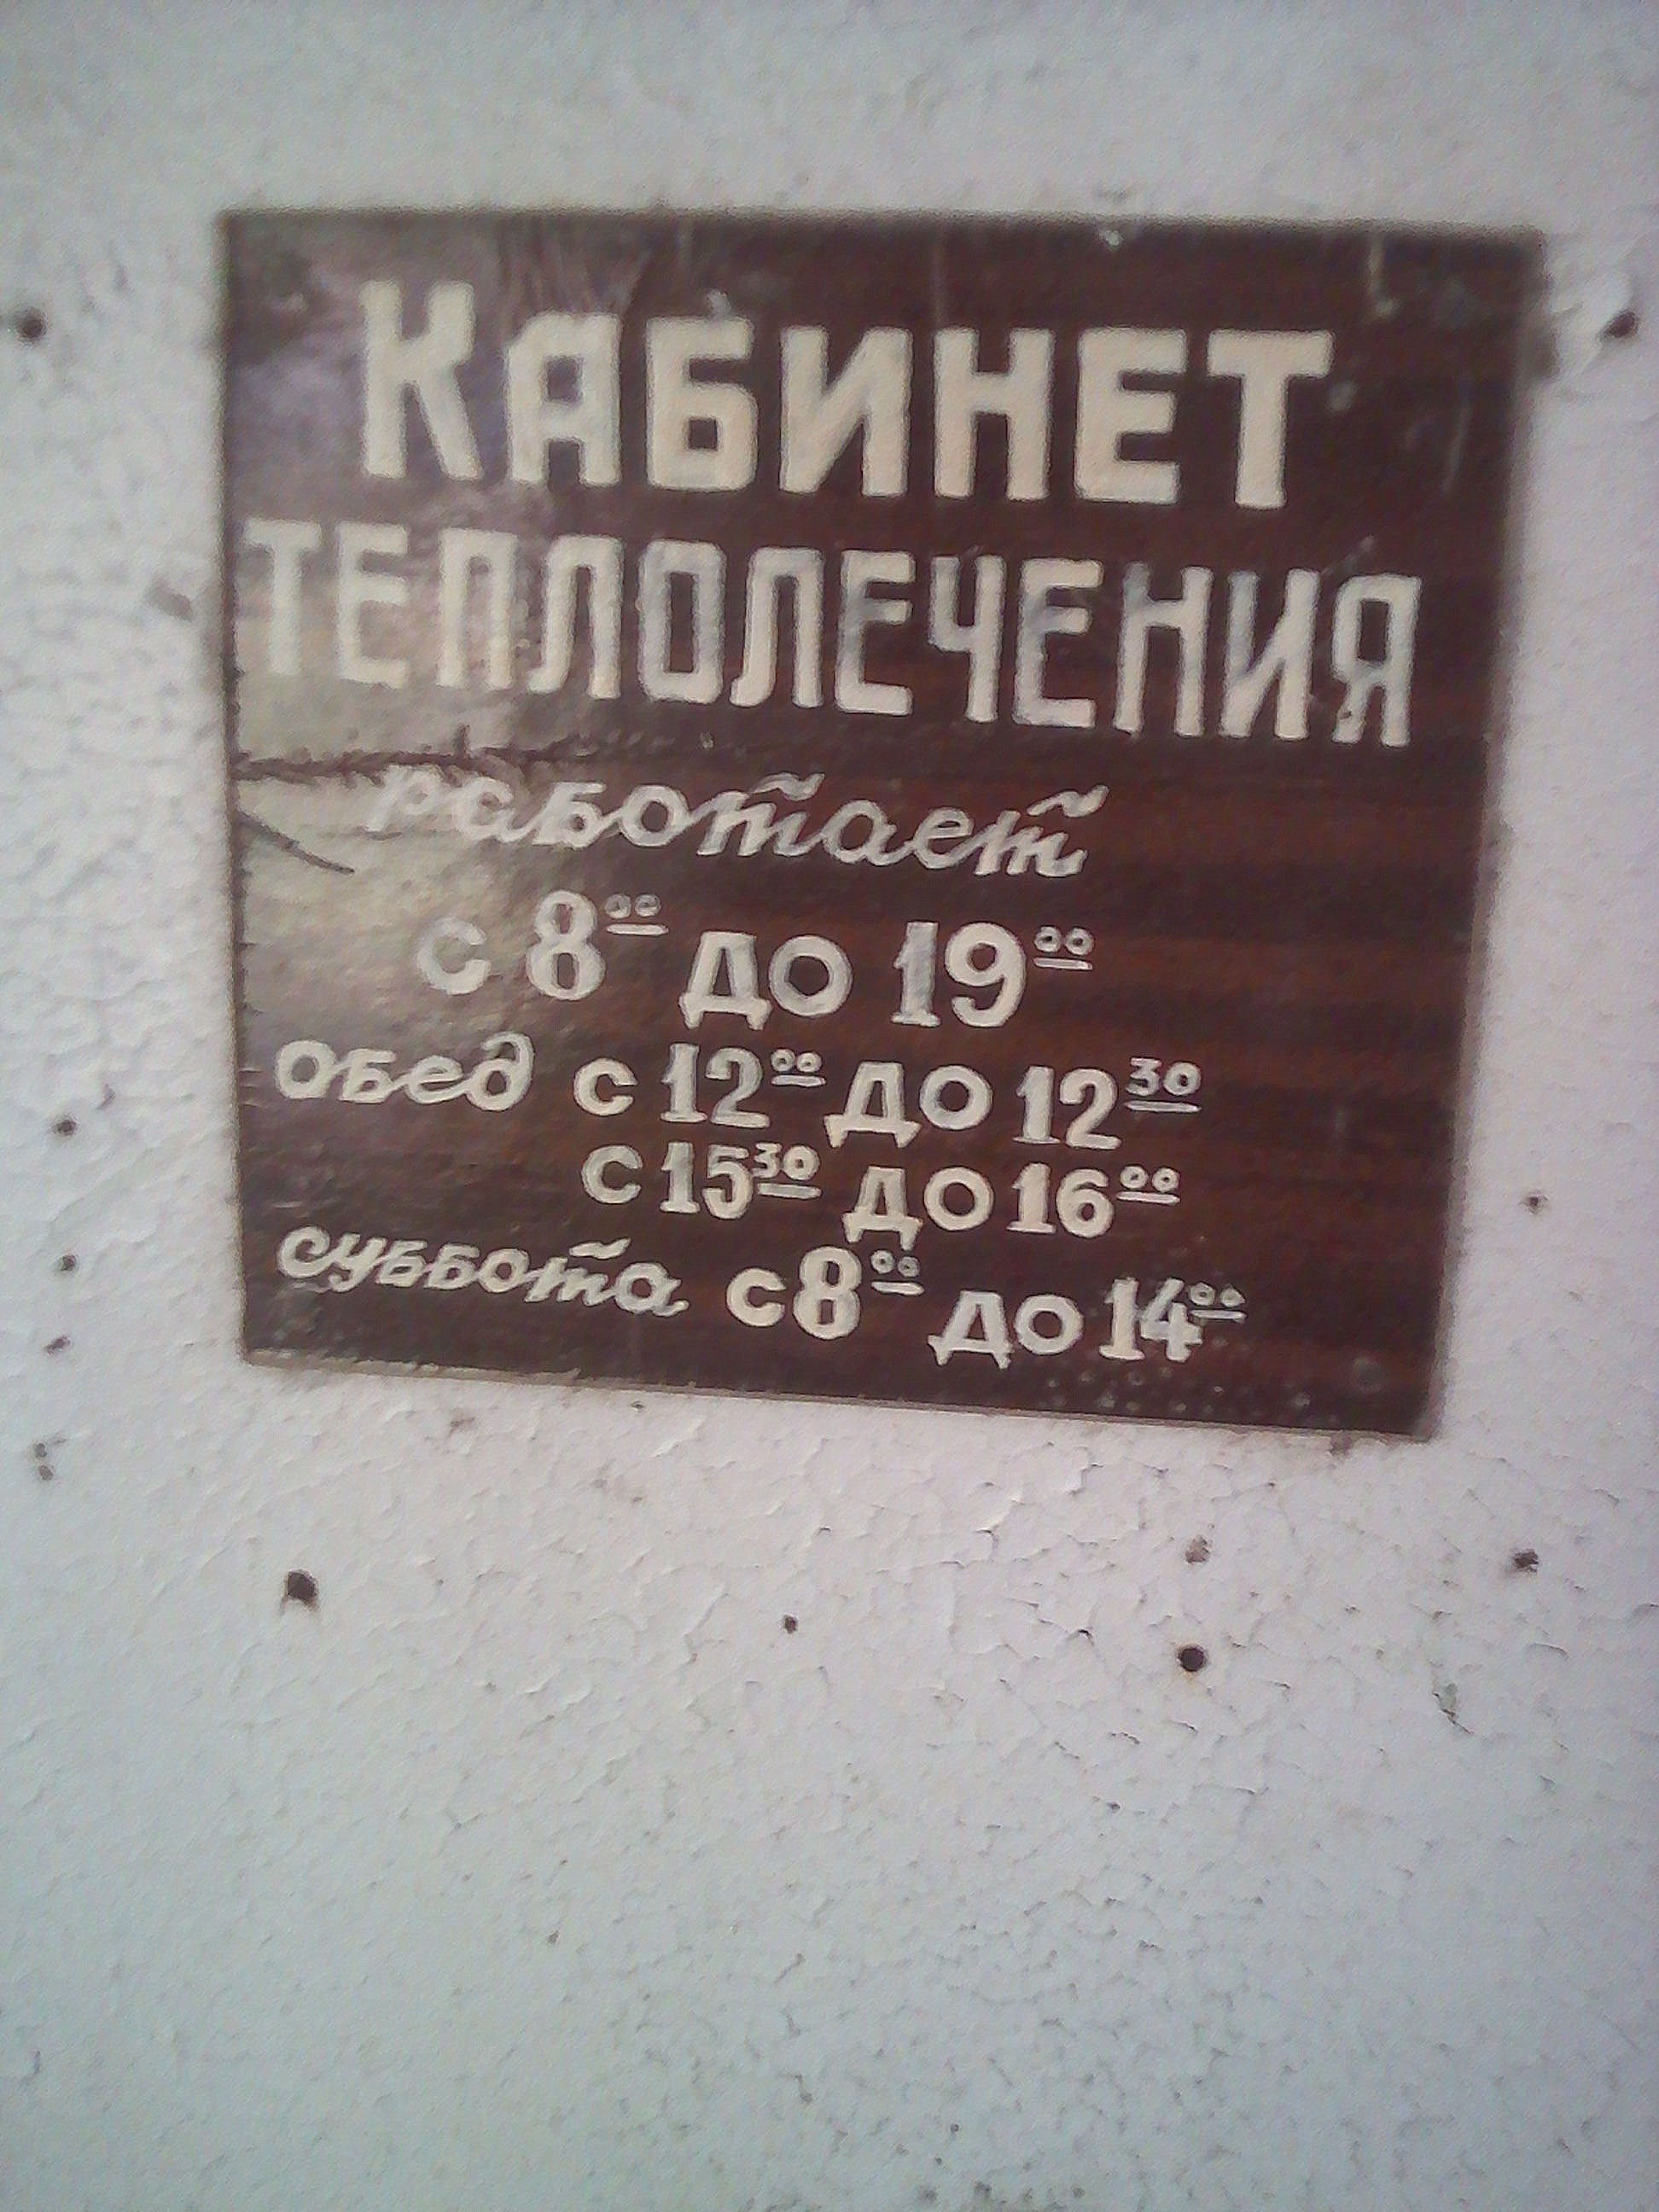 КАБИНЕТ
ТЕПЛОЛЕЧЕНИЯ
работает
с 8⁰⁰ до 19⁰⁰
обед с 12⁰⁰ до 12³⁰
с 15³⁰ до 16⁰⁰
суббота с 8⁰⁰ до 14⁰⁰